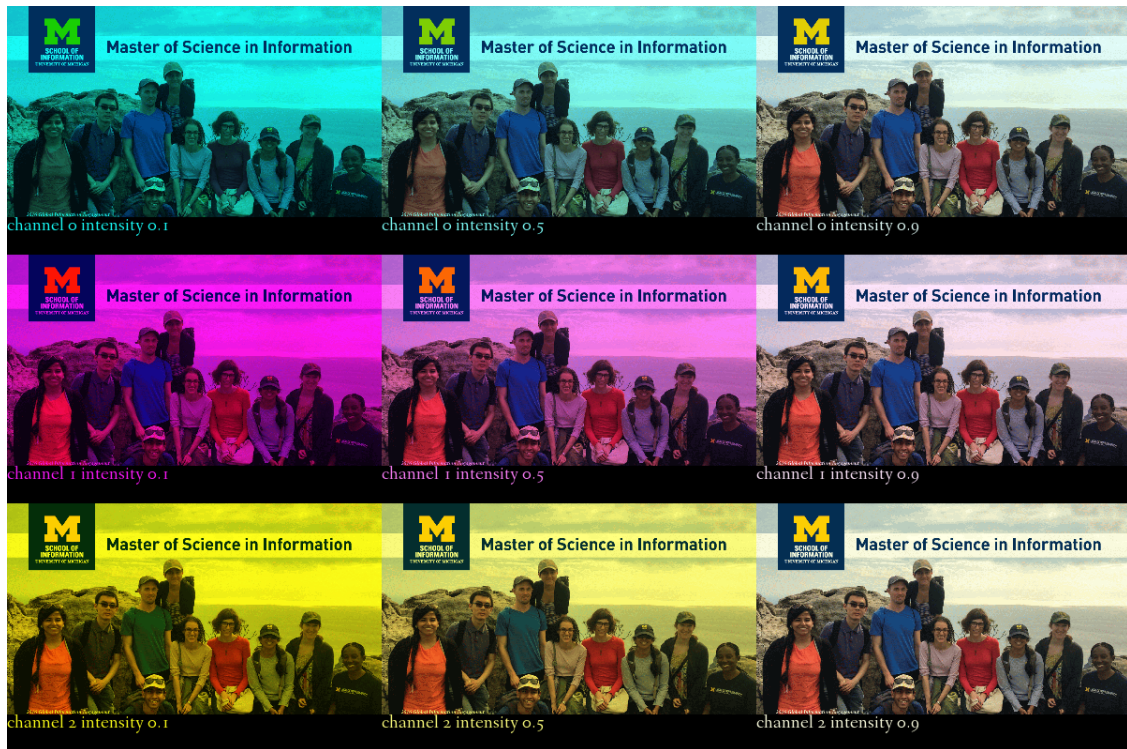 M M M
SCHOOL OF SCHOOL OF SCHOOL OF
INFORMATION INFORMATION INFORMATION
UNIVERSITY OF MICHIGAN UNIVERSITY OF MICHIGAN UNIVERSITY OF MICHIGAN
Master of Science in Information Master of Science in Information Master of Science in Information
channel 0 intensity 0.1 channel 0 intensity 0.5 channel 0 intensity 0.9
M M M
SCHOOL OF SCHOOL OF SCHOOL OF
INFORMATION INFORMATION INFORMATION
UNIVERSITY OF MICHIGAN UNIVERSITY OF MICHIGAN UNIVERSITY OF MICHIGAN
Master of Science in Information Master of Science in Information Master of Science in Information
channel 1 intensity 0.1 channel 1 intensity 0.5 channel 1 intensity 0.9
M M M
SCHOOL OF SCHOOL OF SCHOOL OF
INFORMATION INFORMATION INFORMATION
UNIVERSITY OF MICHIGAN UNIVERSITY OF MICHIGAN UNIVERSITY OF MICHIGAN
Master of Science in Information Master of Science in Information Master of Science in Information
channel 2 intensity 0.1 channel 2 intensity 0.5 channel 2 intensity 0.9